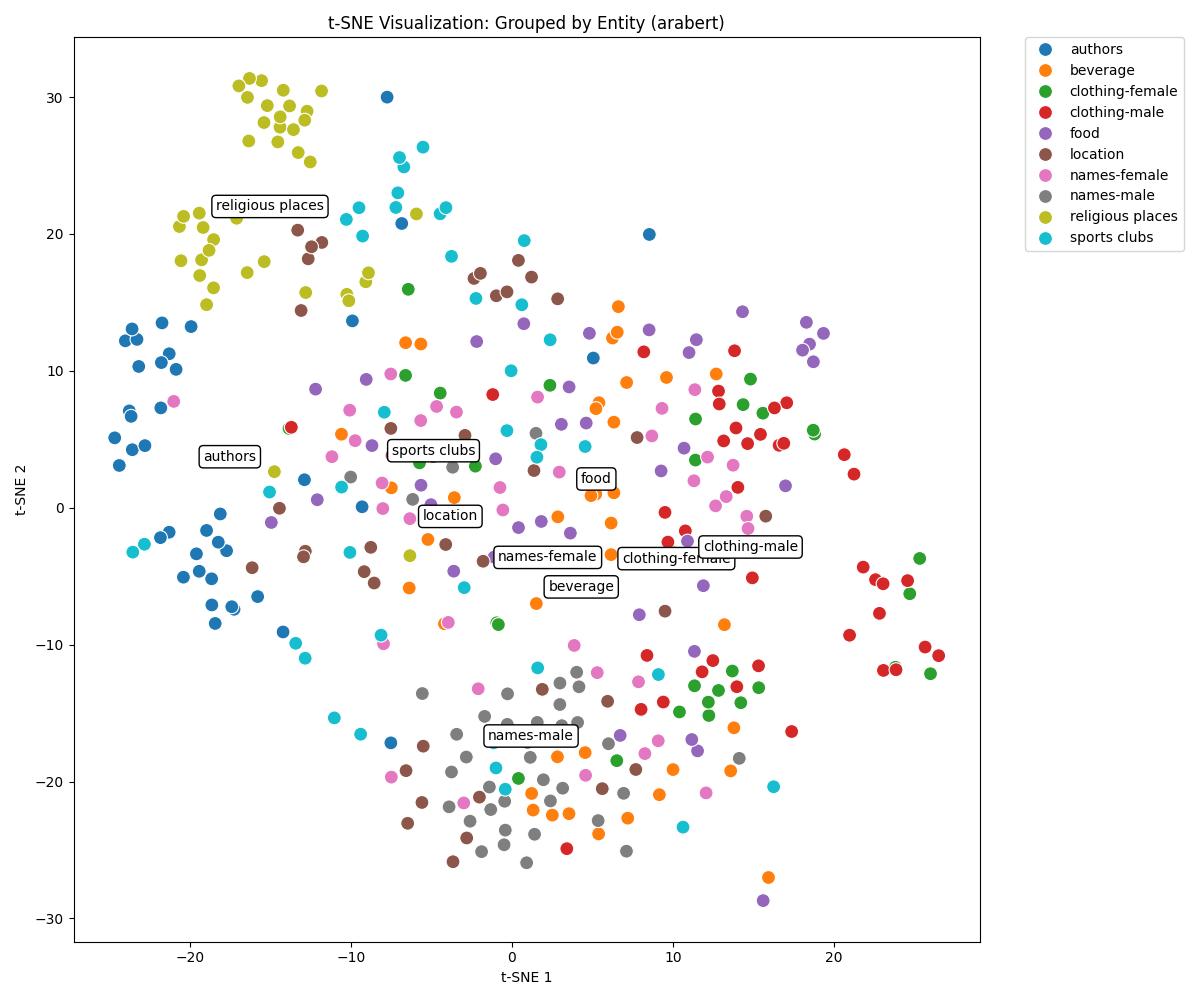 t-SNE Visualization: Grouped by Entity (arabert)
authors
beverage
clothing-female
clothing-male
food
location
names-female
names-male
religious places
sports clubs
religious places
sports clubs
authors
food
location
names-female
clothing-female
clothing-male
beverage
names-male
30
20
10
0
−10
−20
−30
t-SNE 2
−20
−10
0
10
20
t-SNE 1